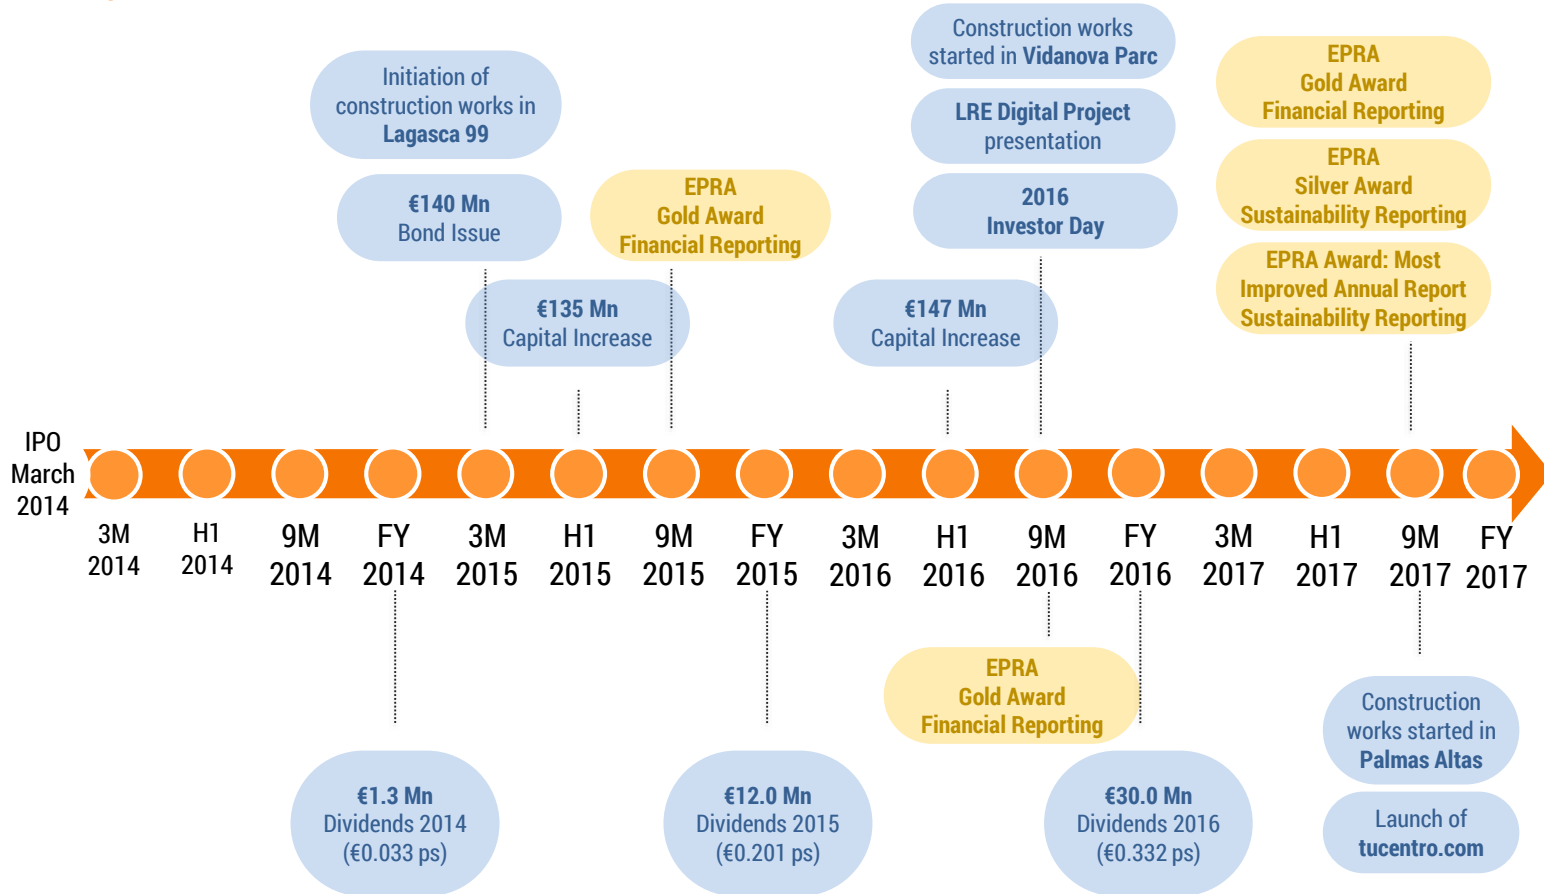 Construction works
started in Vidanova Parc
Initiation of
construction works in
Lagasca 99
LRE Digital Project
presentation
EPRA
Gold Award
Financial Reporting
€140 Mn
Bond Issue
EPRA
Gold Award
Financial Reporting
2016
Investor Day
EPRA
Silver Award
Sustainability Reporting
€135 Mn
Capital Increase
€147 Mn
Capital Increase
EPRA Award: Most
Improved Annual Report
Sustainability Reporting
IPO
March
2014
3M
2014
H1
2014
9M
2014
FY
2014
3M
2015
H1
2015
9M
2015
FY
2015
3M
2016
H1
2016
9M
2016
FY
2016
3M
2017
H1
2017
9M
2017
FY
2017
EPRA
Gold Award
Financial Reporting
Construction
works started in
Palmas Altas
€1.3 Mn
Dividends 2014
(€0.033 ps)
€12.0 Mn
Dividends 2015
(€0.201 ps)
€30.0 Mn
Dividends 2016
(€0.332 ps)
Launch of
tucentro.com